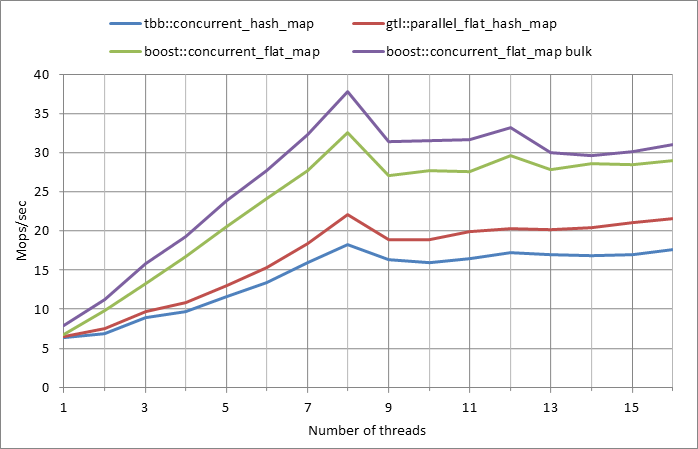 tbb::concurrent_hash_map gtl::parallel_flat_hash_map
boost::concurrent_flat_map boost::concurrent_flat_map bulk
40
35
30
25
20
15
10
5
0
Mops/sec
1 3 5 7 9 11 13 15
Number of threads